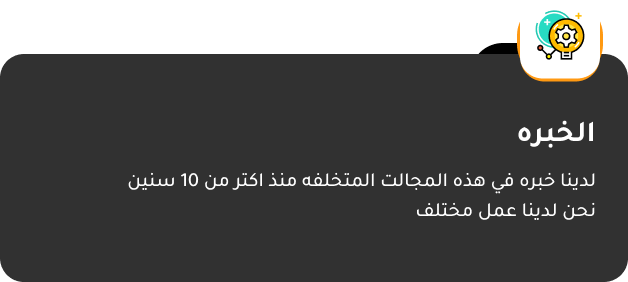 الخبره
لدينا خبره في هذه المجالت المتخلفه منذ اكتر من 10 سنين
نحن لدينا عمل مختلف